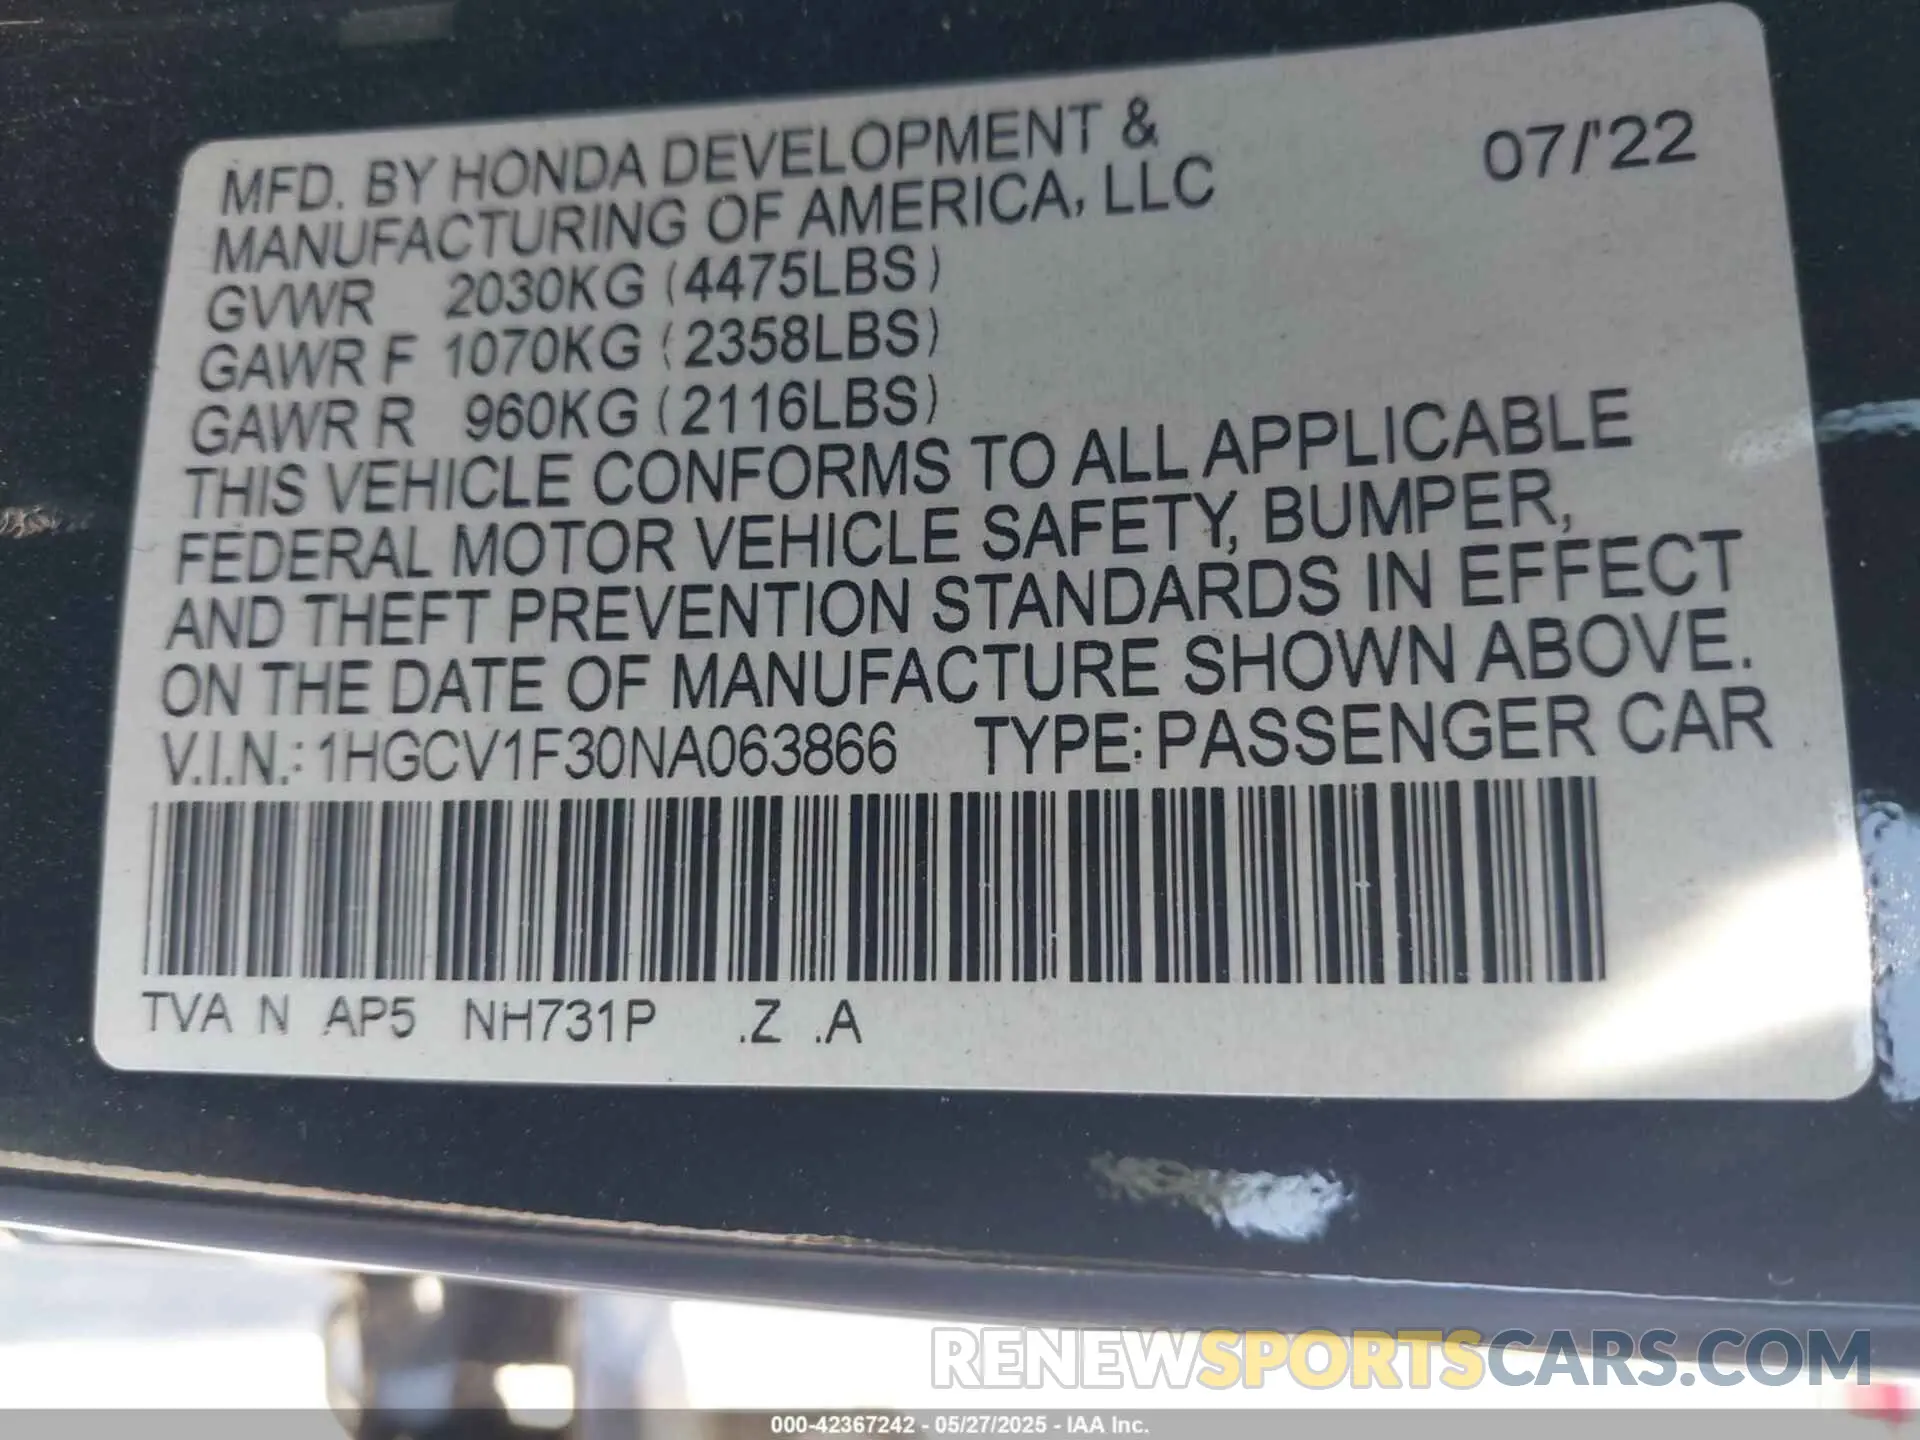 MFD. BY HONDA DEVELOPMENT &
MANUFACTURING OF AMERICA, LLC
07/'22
GVWR 2030KG (4475LBS)
GAWR F 1070KG (2358LBS)
GAWR R 960KG (2116LBS)
THIS VEHICLE CONFORMS TO ALL APPLICABLE
FEDERAL MOTOR VEHICLE SAFETY, BUMPER,
AND THEFT PREVENTION STANDARDS IN EFFECT
ON THE DATE OF MANUFACTURE SHOWN ABOVE.
V.I.N.: 1HGCV1F30NA063866 TYPE: PASSENGER CAR
TVA N AP5 NH731P .Z .A
RENEWSPORTSCARS.COM
000-42367242 - 05/27/2025 - IAA Inc.